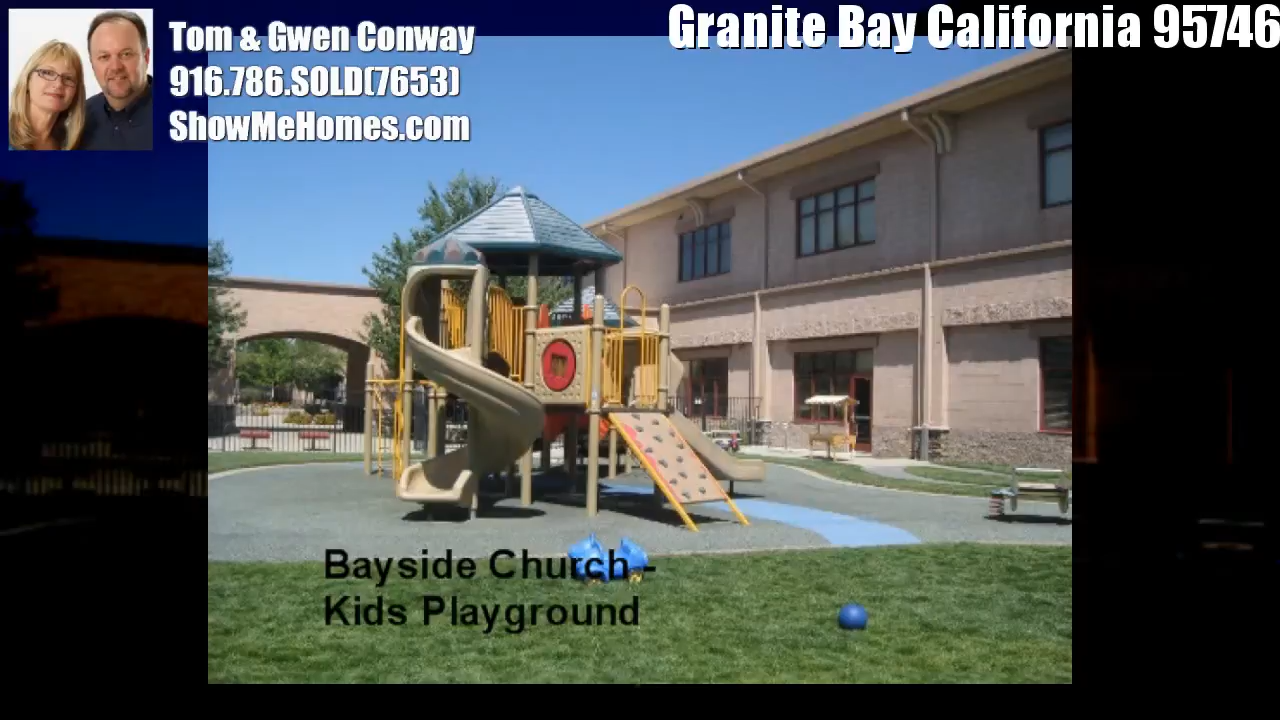 Tom & Gwen Conway
916.786.SOLD(7653)
ShowMeHomes.com
Granite Bay California 95746
Bayside Church -
Kids Playground